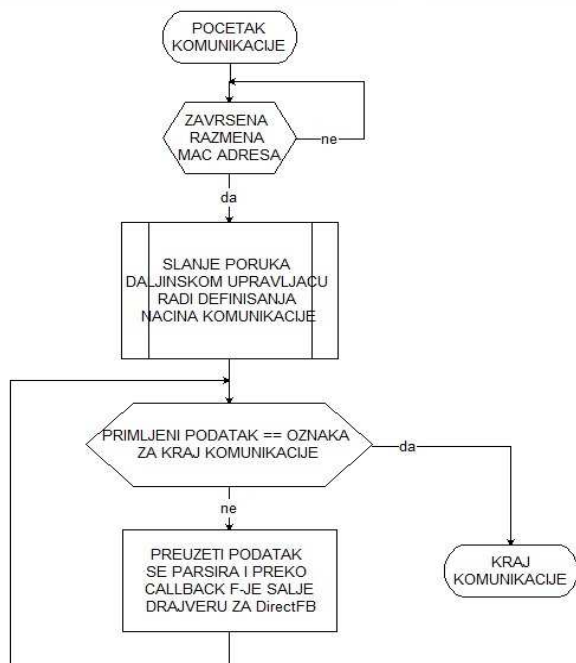 POCETAK
KOMUNIKACIJE
ZAVRSENA
RAZMENA
MAC ADRESA
ne
da
SLANJE PORUKA
DALJINSKOM UPRAVLJACU
RADI DEFINISANJA
NACINA KOMUNIKACIJE
PRIMLJENI PODATAK == OZNAKA
ZA KRAJ KOMUNIKACIJE
da
ne
PREUZETI PODATAK
SE PARSIRA I PREKO
CALLBACK F-JE SALJE
DRAJVERU ZA DirectFB
KRAJ
KOMUNIKACIJE